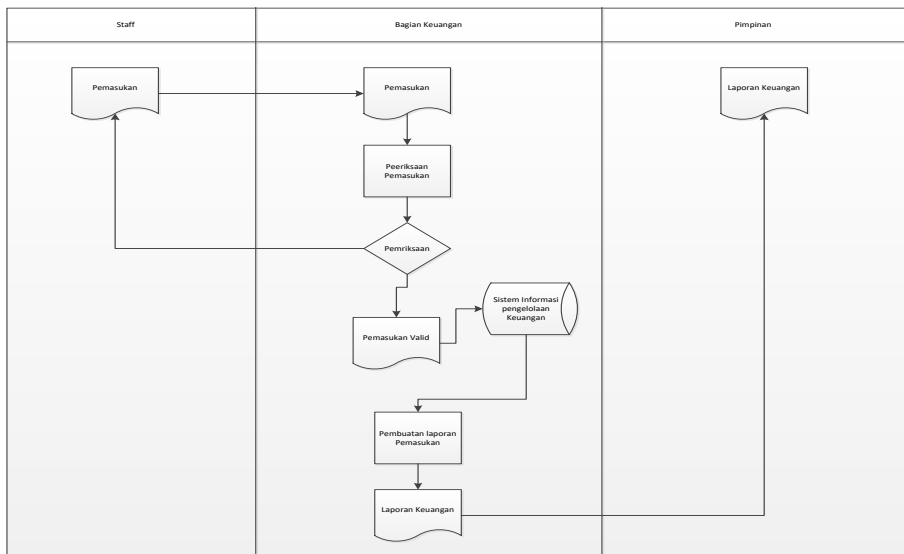 Staff
Bagian Keuangan
Pimpinan
Pemasukan
Pemasukan
Laporan Keuangan
Peeriksaan
Pemasukan
Pemriksaan
Sistem Informasi
pengelolaan
Keuangan
Pemasukan Valid
Pembuatan laporan
Pemasukan
Laporan Keuangan